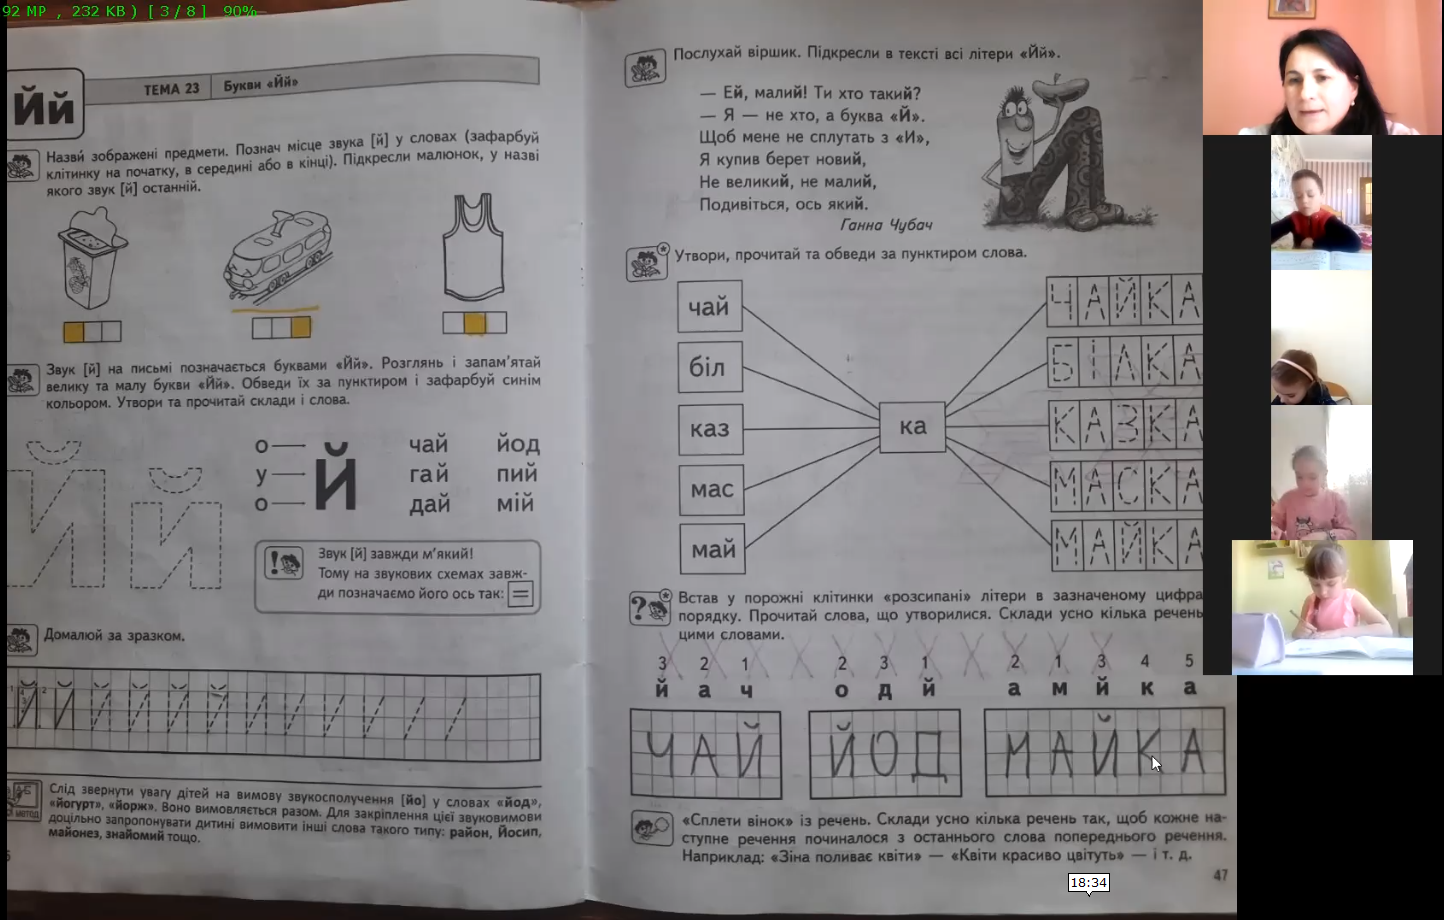 92 MP , 232 KB ) [ 3 / 8 ] 90%
Йй
ТЕМА 23 Букви «Йй»
Назви зображені предмети. Познач місце звука [й] у словах (зафарбуй
клітинку на початку, в середині або в кінці). Підкресли малюнок, у назві
якого звук [й] останній.
Звук [й] на письмі позначається буквами «Йй». Розглянь і запам'ятай
велику та малу букви «Йй». Обведи їх за пунктиром і зафарбуй синім
кольором. Утвори та прочитай склади і слова.
Й й
о
у
о
Й
чай йод
гай пий
дай мій
Звук [й] завжди м'який!
Тому на звукових схемах завж-
ди позначаємо його ось так: =
Домалюй за зразком.
Й Й Й Й Й Й И И И И
Слід звернути увагу дітей на вимову звукосполучення [йо] у словах «йод»,
«йогурт», «йорж». Воно вимовляється разом. Для закріплення цієї звуковимови
доцільно запропонувати дитині вимовити інші слова такого типу: район, Йосип,
майонез, знайомий тощо.
Послухай віршик. Підкресли в тексті всі літери «Йй».
— Ей, малий! Ти хто такий?
— Я — не хто, а буква «Й».
Щоб мене не сплутать з «И»,
Я купив берет новий,
Не великий, не малий,
Подивіться, ось який.
Ганна Чубач
Утвори, прочитай та обведи за пунктиром слова.
чай
біл
каз
мас
май
ка
ЧАЙКА
БІЛКА
КАЗКА
МАСКА
МАЙКА
Встав у порожні клітинки «розсипані» літери в зазначеному цифра
порядку. Прочитай слова, що утворилися. Склади усно кілька речень
цими словами.
3 2 1 2 3 1 2 1 3 4 5
й а ч о д й а м й к а
ЧАЙ ЙОД МАЙКА
«Сплети вінок» із речень. Склади усно кілька речень так, щоб кожне на-
ступне речення починалося з останнього слова попереднього речення.
Наприклад: «Зіна поливає квіти» — «Квіти красиво цвітуть» — і т. д.
47
18:34